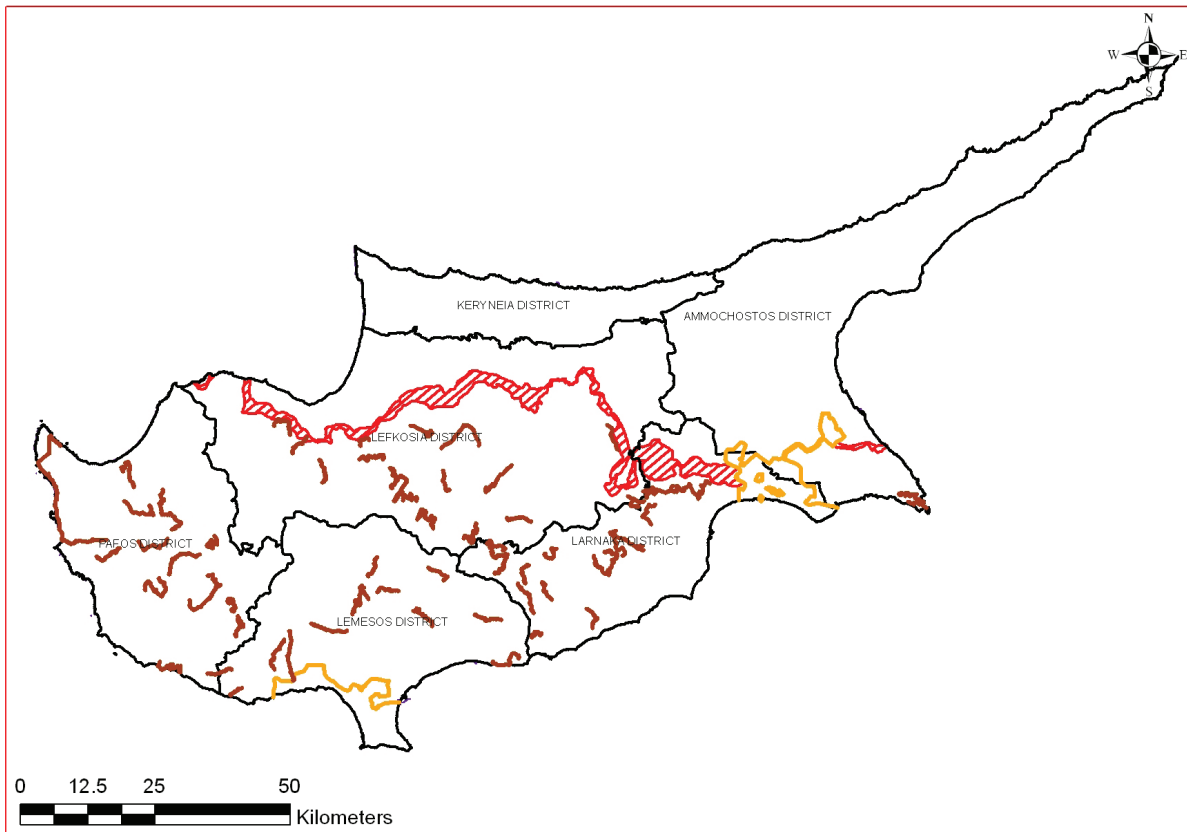 N
W E
S
KERYNEIA DISTRICT
AMMOCHOSTOS DISTRICT
LEFKOSIA DISTRICT
PAFOS DISTRICT
LARNAKA DISTRICT
LEMESOS DISTRICT
0 12.5 25 50
Kilometers